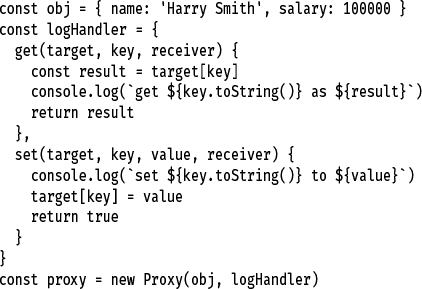 const obj = { name: 'Harry Smith', salary: 100000 }
const logHandler = {
  get(target, key, receiver) {
    const result = target[key]
    console.log(`get ${key.toString()} as ${result}`)
    return result
  },
  set(target, key, value, receiver) {
    console.log(`set ${key.toString()} to ${value}`)
    target[key] = value
    return true
  }
}
const proxy = new Proxy(obj, logHandler)